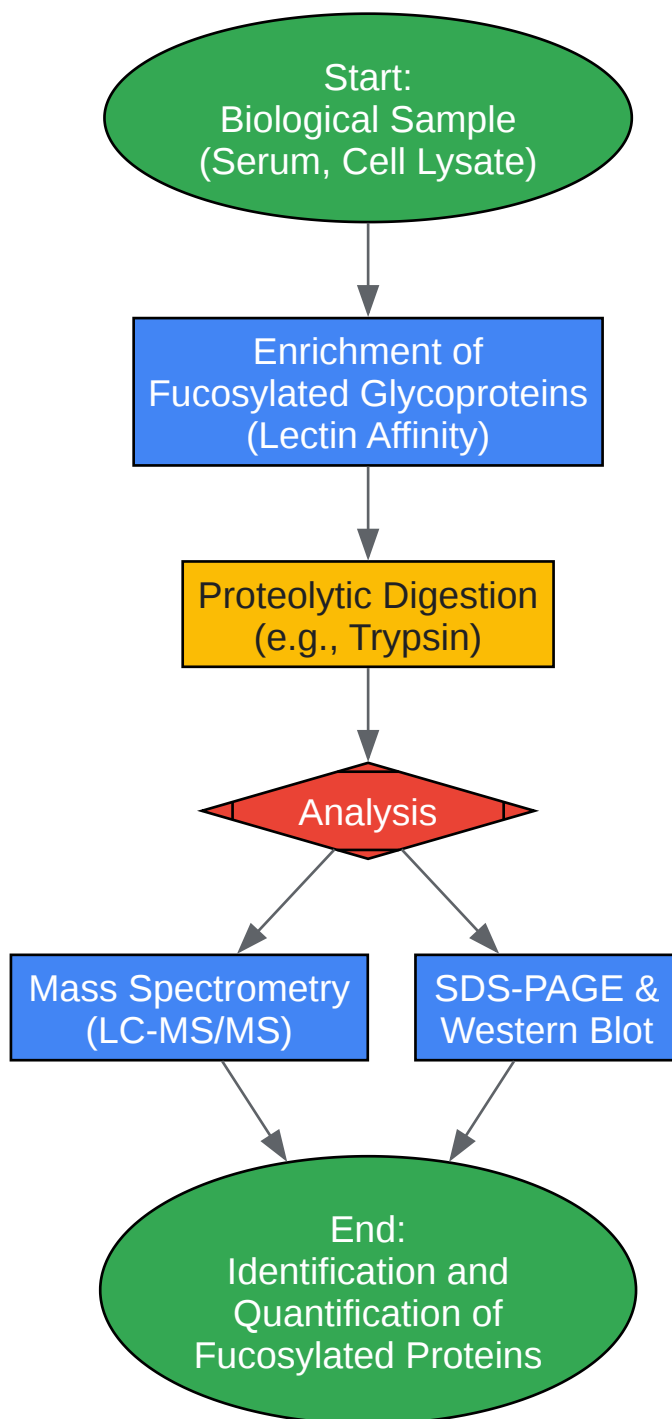 Start:
Biological Sample
(Serum, Cell Lysate)
Enrichment of
Fucosylated Glycoproteins
(Lectin Affinity)
Proteolytic Digestion
(e.g., Trypsin)
Analysis
Mass Spectrometry
(LC-MS/MS)
SDS-PAGE &
Western Blot
End:
Identification and
Quantification of
Fucosylated Proteins